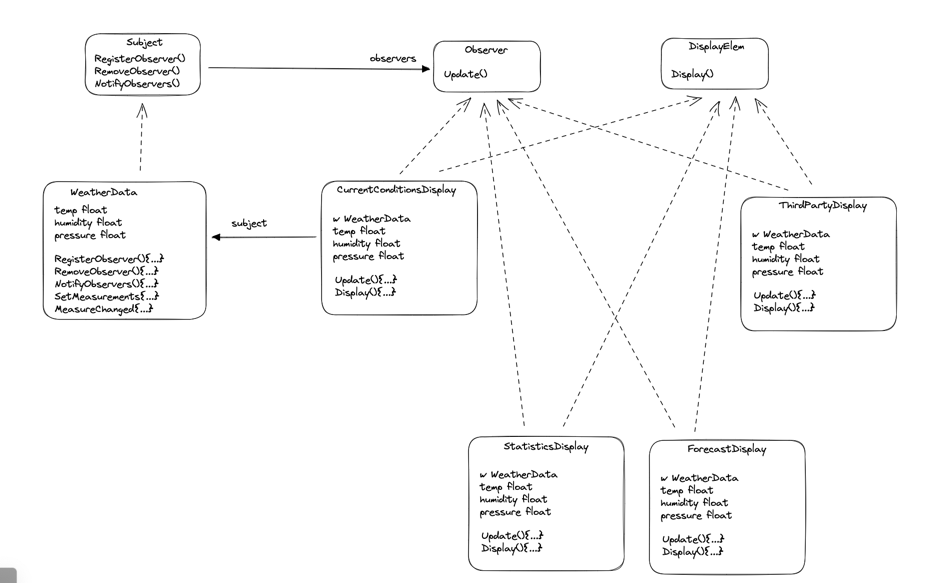 Subject
RegisterObserver()
RemoveObserver()
NotifyObservers()
observers
Observer
Update()
DisplayElem
Display()
WeatherData
temp float
humidity float
pressure float
RegisterObserver(){...}
RemoveObserver(){...}
NotifyObservers(){...}
SetMeasurements{...}
MeasureChanged{...}
subject
CurrentConditionsDisplay
w WeatherData
temp float
humidity float
pressure float
Update(){...}
Display(){...}
ThirdPartyDisplay
w WeatherData
temp float
humidity float
pressure float
Update(){...}
Display(){...}
StatisticsDisplay
w WeatherData
temp float
humidity float
pressure float
Update(){...}
Display(){...}
ForecastDisplay
w WeatherData
temp float
humidity float
pressure float
Update(){...}
Display(){...}